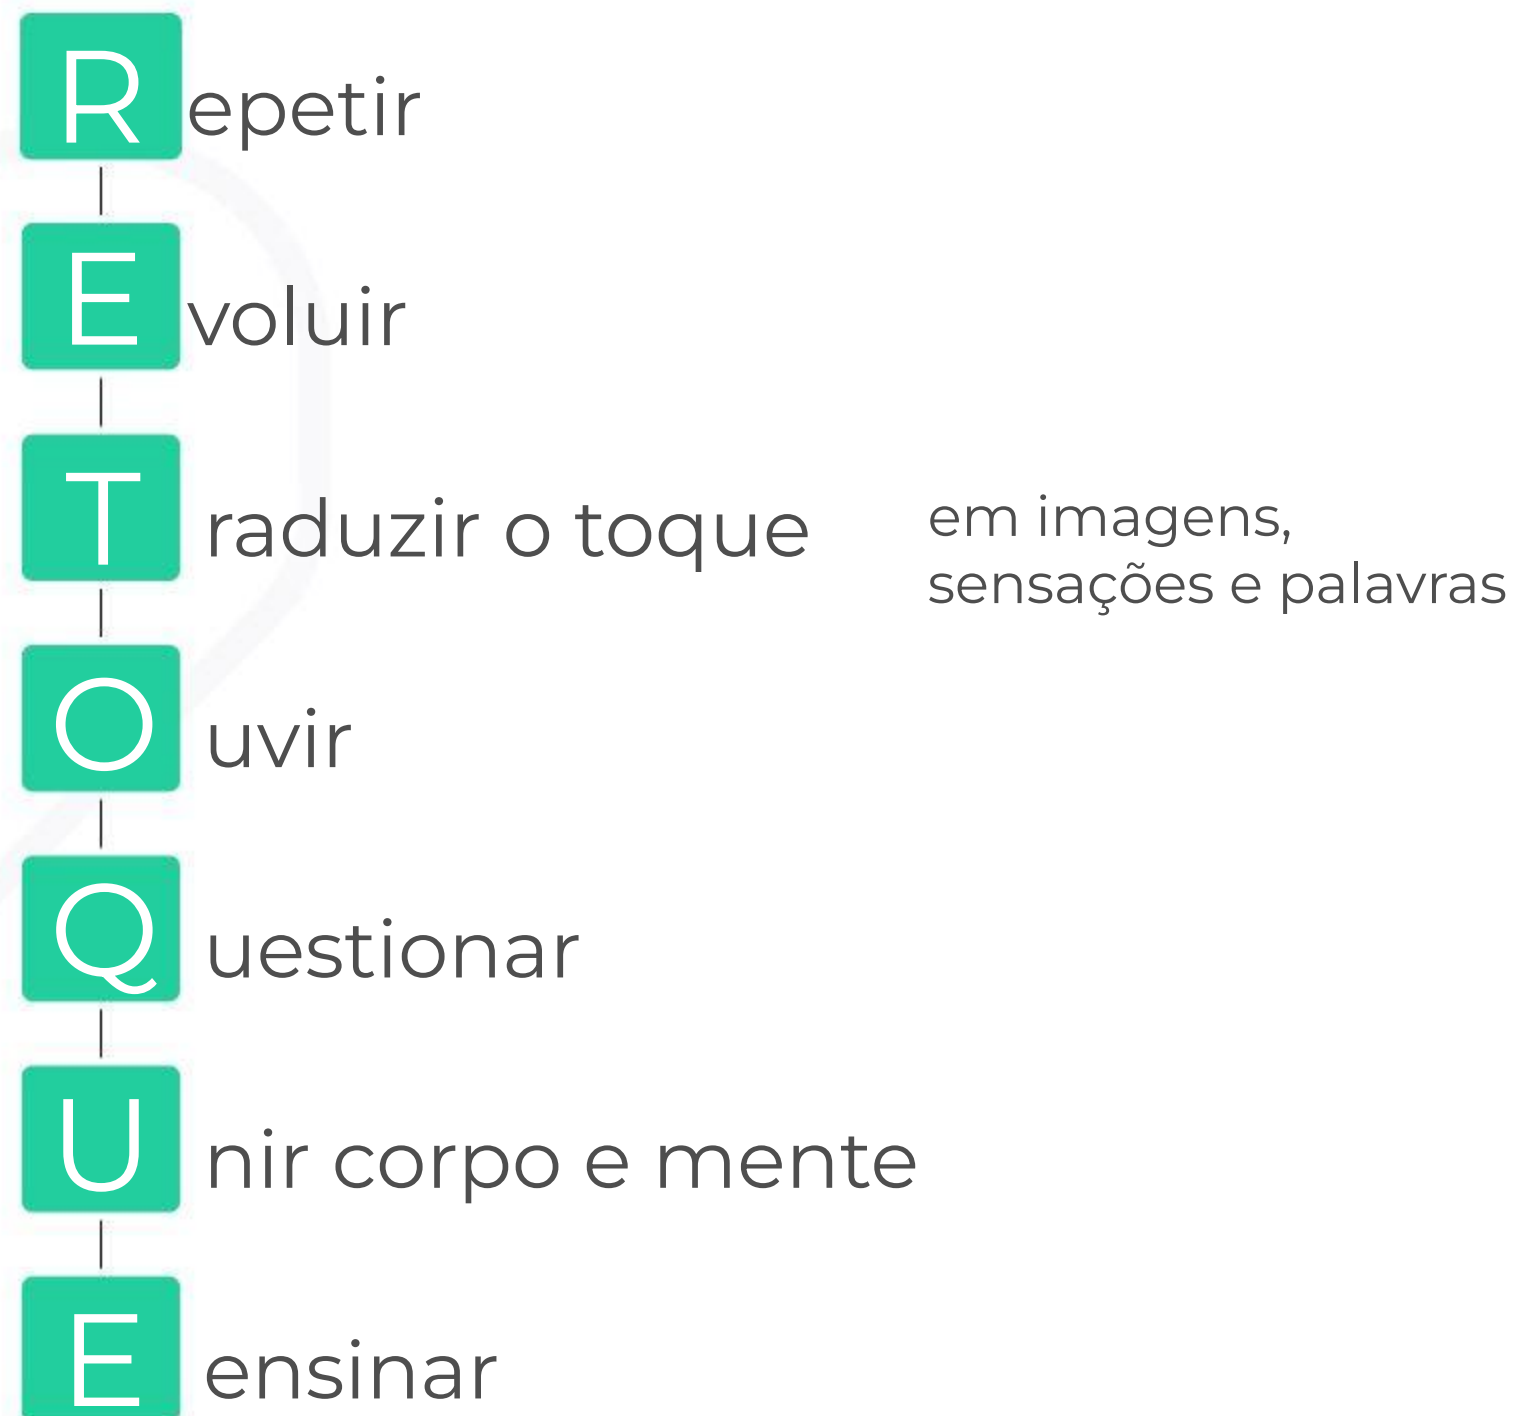 Repetir
Evoluir
Traduzir o toque
em imagens,
sensações e palavras
Ouvir
Questionar
Unir corpo e mente
E ensinar